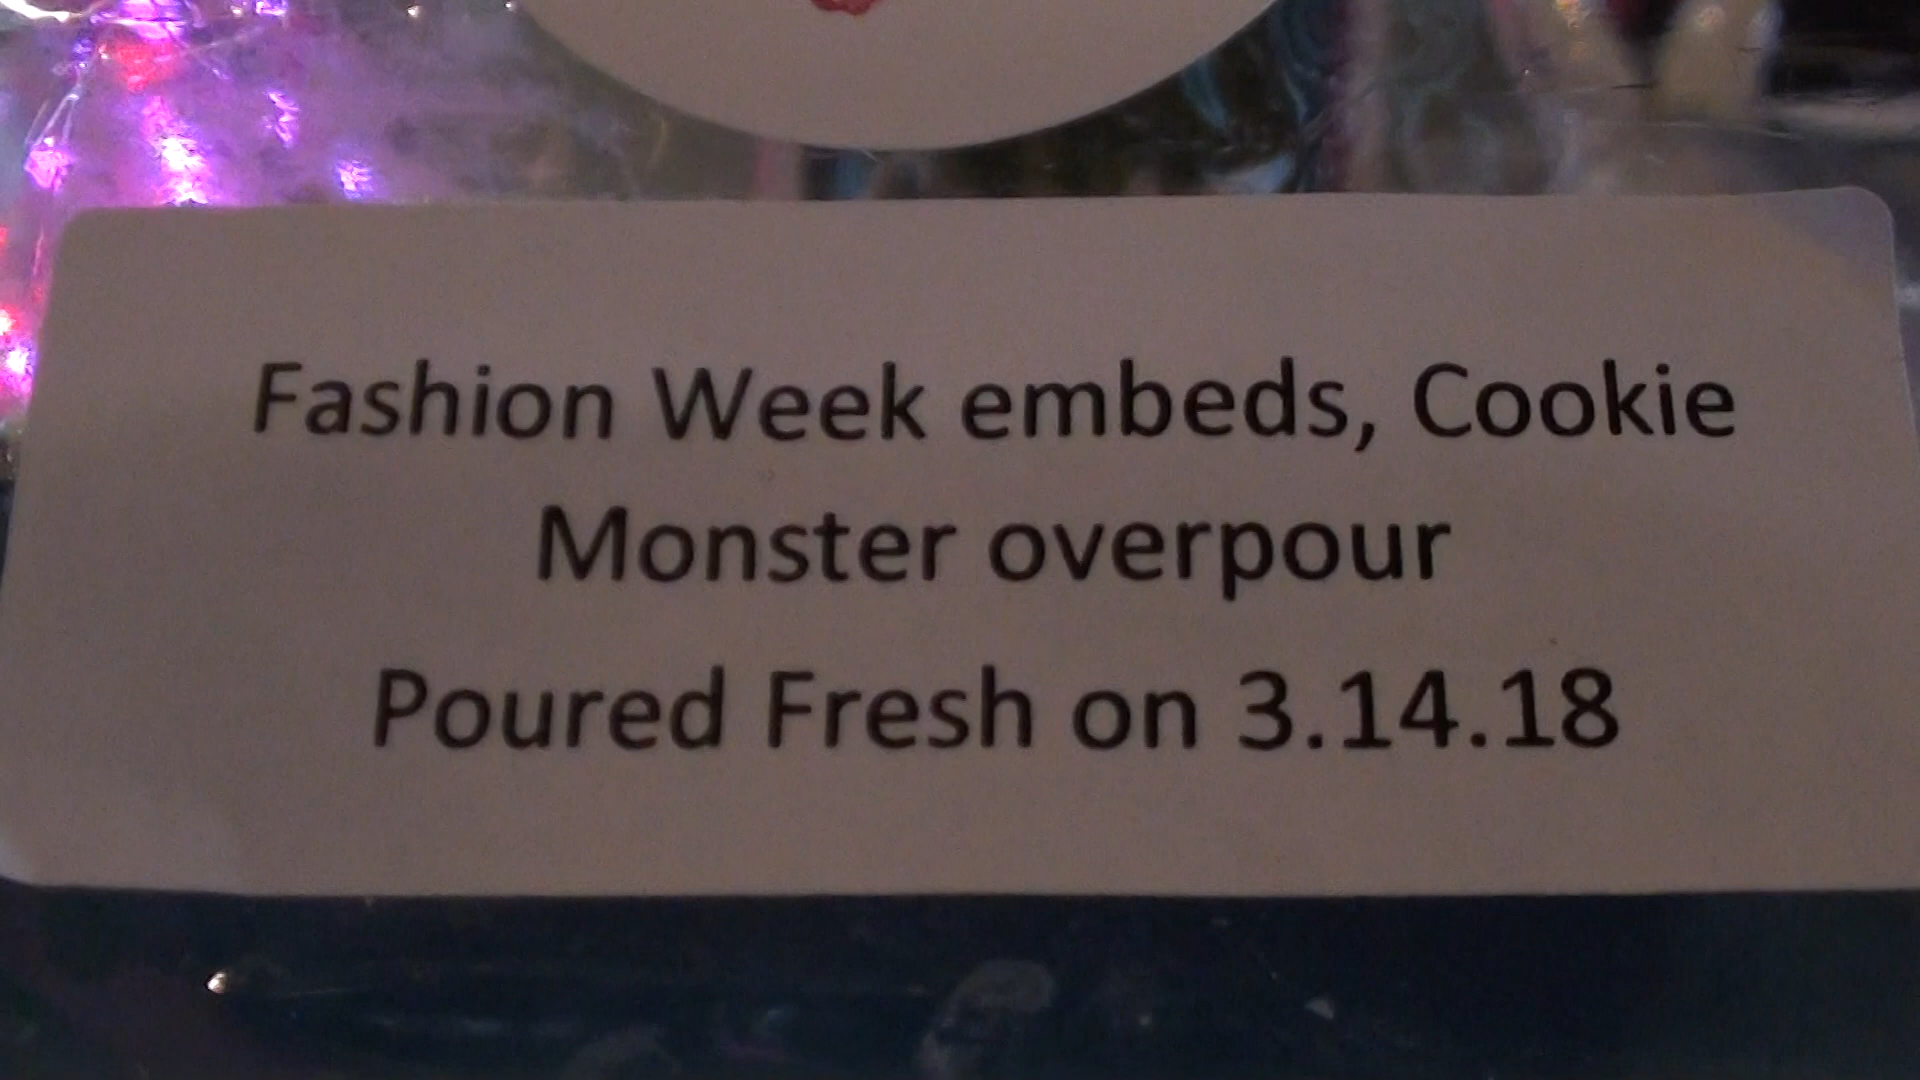 Fashion Week embeds, Cookie
Monster overpour
Poured Fresh on 3.14.18